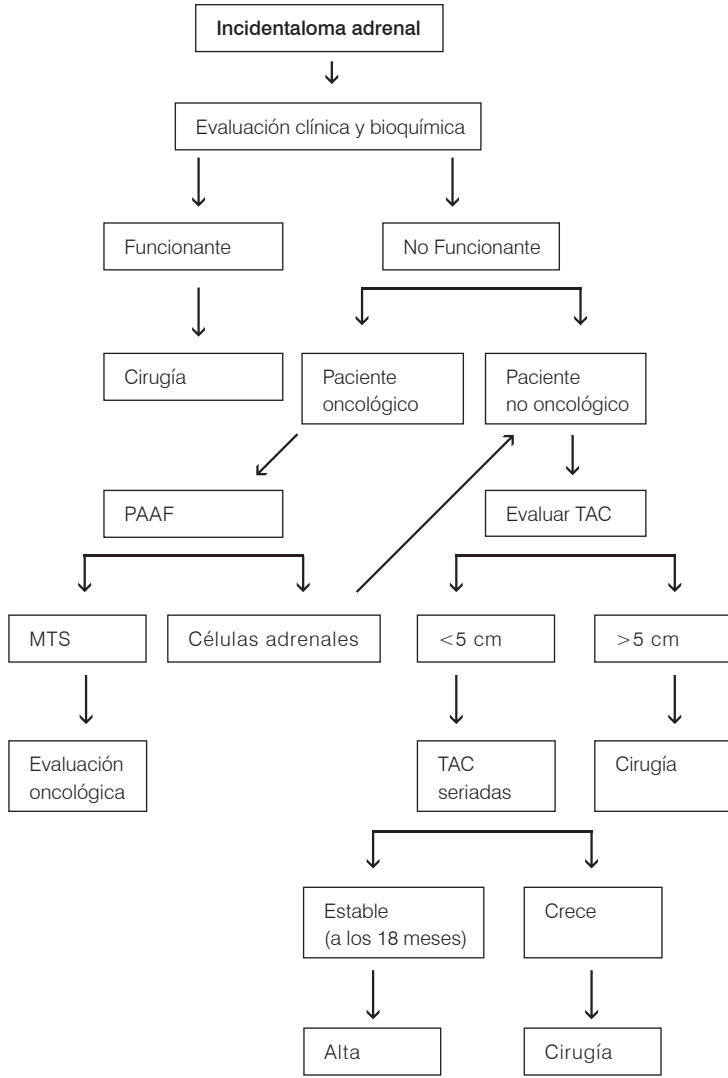 Incidentaloma adrenal
Evaluación clínica y bioquímica
Funcionante
No Funcionante
Cirugía
Paciente
oncológico
Paciente
no oncológico
PAAF
Evaluar TAC
MTS
Células adrenales
<5 cm
>5 cm
Evaluación
oncológica
TAC
seriadas
Cirugía
Estable
(a los 18 meses)
Crece
Alta
Cirugía